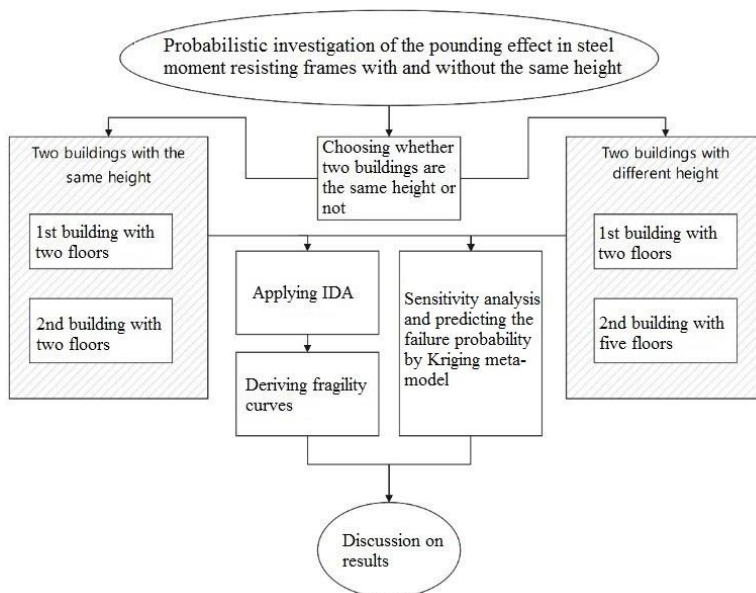 Probabilistic investigation of the pounding effect in steel
moment resisting frames with and without the same height
Choosing whether
two buildings are
the same height or
not
Two buildings with the
same height
1st building with
two floors
2nd building with
two floors
Two buildings with
different height
1st building with
two floors
2nd building with
five floors
Applying IDA
Deriving fragility
curves
Sensitivity analysis
and predicting the
failure probability
by Kriging meta-
model
Discussion on
results